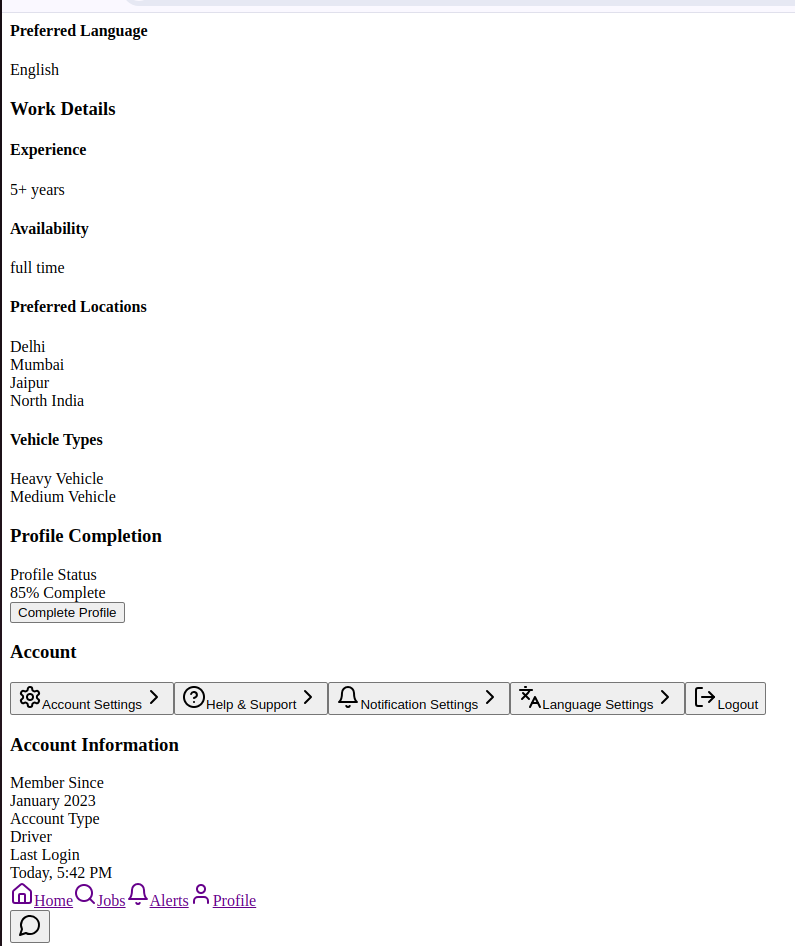 Preferred Language
English
Work Details
Experience
5+ years
Availability
full time
Preferred Locations
Delhi
Mumbai
Jaipur
North India
Vehicle Types
Heavy Vehicle
Medium Vehicle
Profile Completion
Profile Status
85% Complete
Complete Profile
Account
Account Settings Help & Support Notification Settings Language Settings Logout
Account Information
Member Since
January 2023
Account Type
Driver
Last Login
Today, 5:42 PM
Home Jobs Alerts Profile